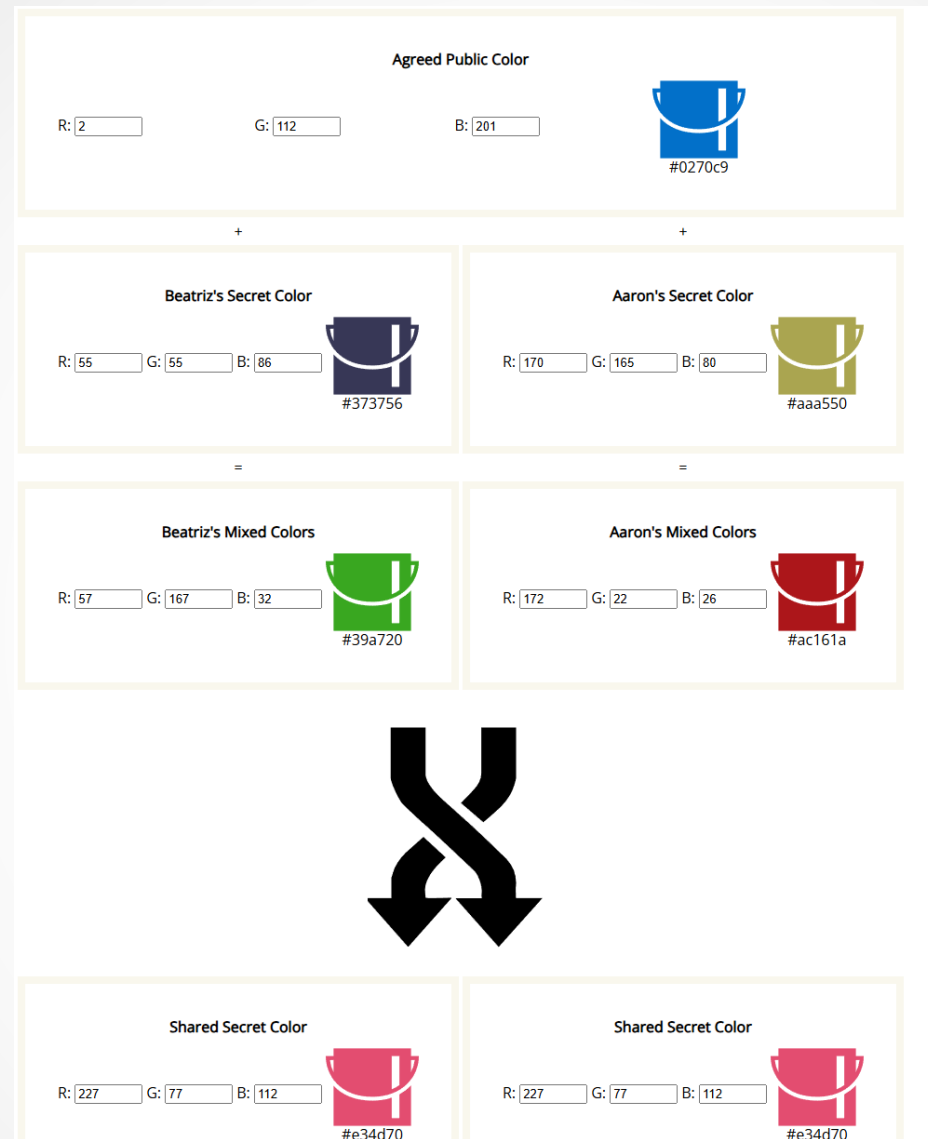 Agreed Public Color
R: 2 G: 112 B: 201
#0270c9
+ +
Beatriz's Secret Color Aaron's Secret Color
R: 55 G: 55 B: 86 R: 170 G: 165 B: 80
#373756 #aaa550
= =
Beatriz's Mixed Colors Aaron's Mixed Colors
R: 57 G: 167 B: 32 R: 172 G: 22 B: 26
#39a720 #ac161a
Shared Secret Color Shared Secret Color
R: 227 G: 77 B: 112 R: 227 G: 77 B: 112
#e34d70 #e34d70